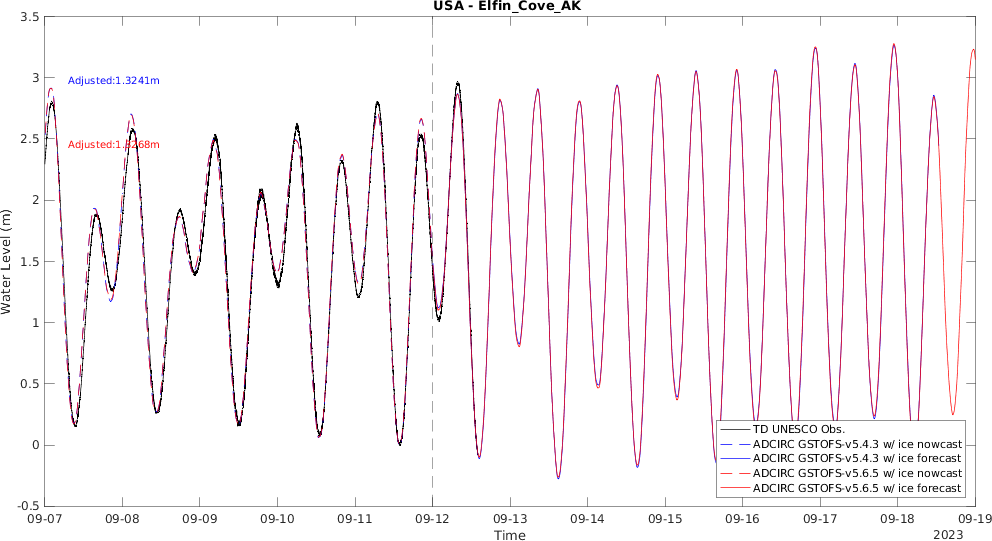 USA - Elfin_Cove_AK
3.5
3
2.5
2
1.5
1
0.5
0
-0.5
Water Level (m)
Adjusted:1.3241m
Adjusted:1.3268m
TD UNESCO Obs.
ADCIRC GSTOFS-v5.4.3 w/ ice nowcast
ADCIRC GSTOFS-v5.4.3 w/ ice forecast
ADCIRC GSTOFS-v5.6.5 w/ ice nowcast
ADCIRC GSTOFS-v5.6.5 w/ ice forecast
09-07 09-08 09-09 09-10 09-11 09-12 09-13 09-14 09-15 09-16 09-17 09-18 09-19
Time
2023